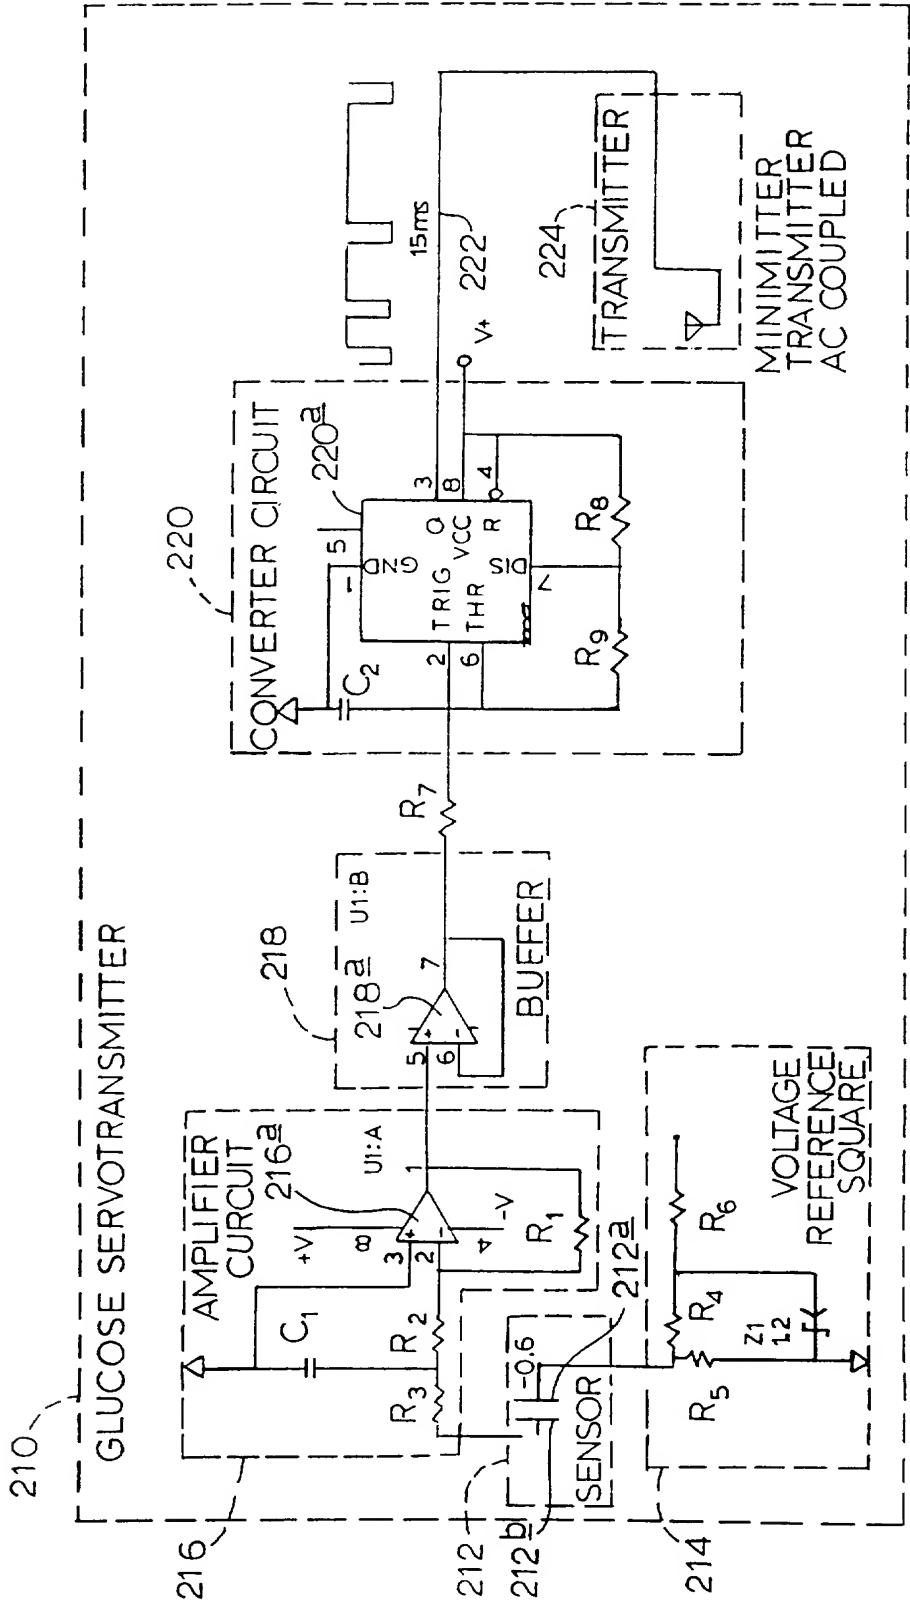 210
GLUCOSE SERVOTRANSMITTER
216
AMPLIFIER
CURCUIT
216a
U1:A
+V
8
3
+
2
-
1
4
-V
C1
R3
R2
R1
212
212b
212a
SENSOR
-0.6
214
R4
R5
R6
Z1
1.2
VOLTAGE
REFERENCE
SQUARE
218
218a
U1:B
5
+
6
-
7
BUFFER
R7
220
CONVERTER CIRCUIT
220a
C2
1
5
GND
2
TRIG
6
THR
Q
3
VCC
8
R
4
DIS
7
R9
R8
V+
15ms
222
224
TRANSMITTER
MINIMITTER
TRANSMITTER
AC COUPLED